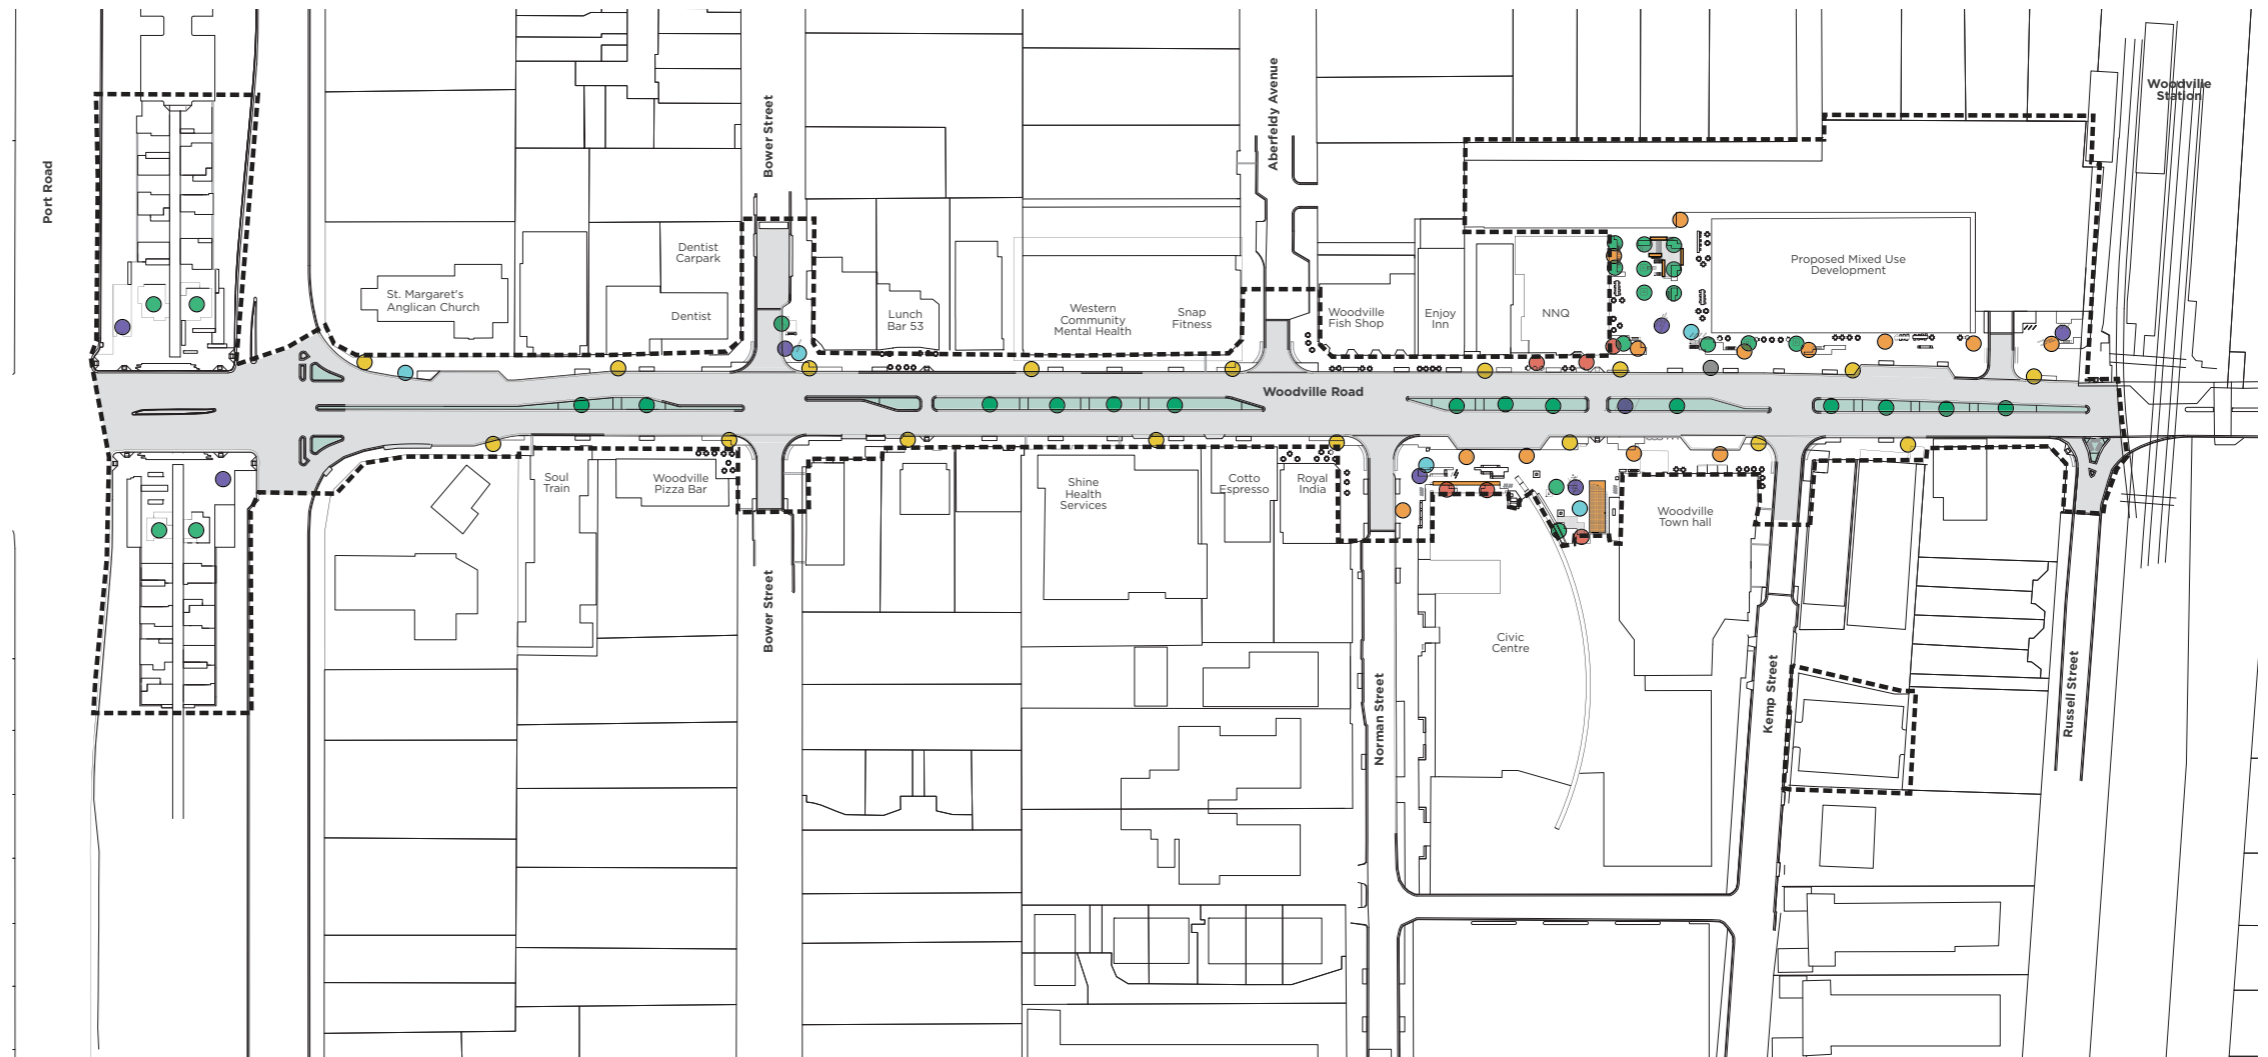 Woodville
Station
Port Road
Bower Street
Aberfeldy Avenue
Dentist
Carpark
St. Margaret's
Anglican Church
Dentist
Lunch
Bar 53
Western
Community
Mental Health
Snap
Fitness
Woodville
Fish Shop
Enjoy
Inn
NNQ
Proposed Mixed Use
Development
Woodville Road
Soul
Train
Woodville
Pizza Bar
Shine
Health
Services
Cotto
Espresso
Royal
India
Woodville
Town hall
Bower Street
Civic
Centre
Norman Street
Kemp Street
Russell Street